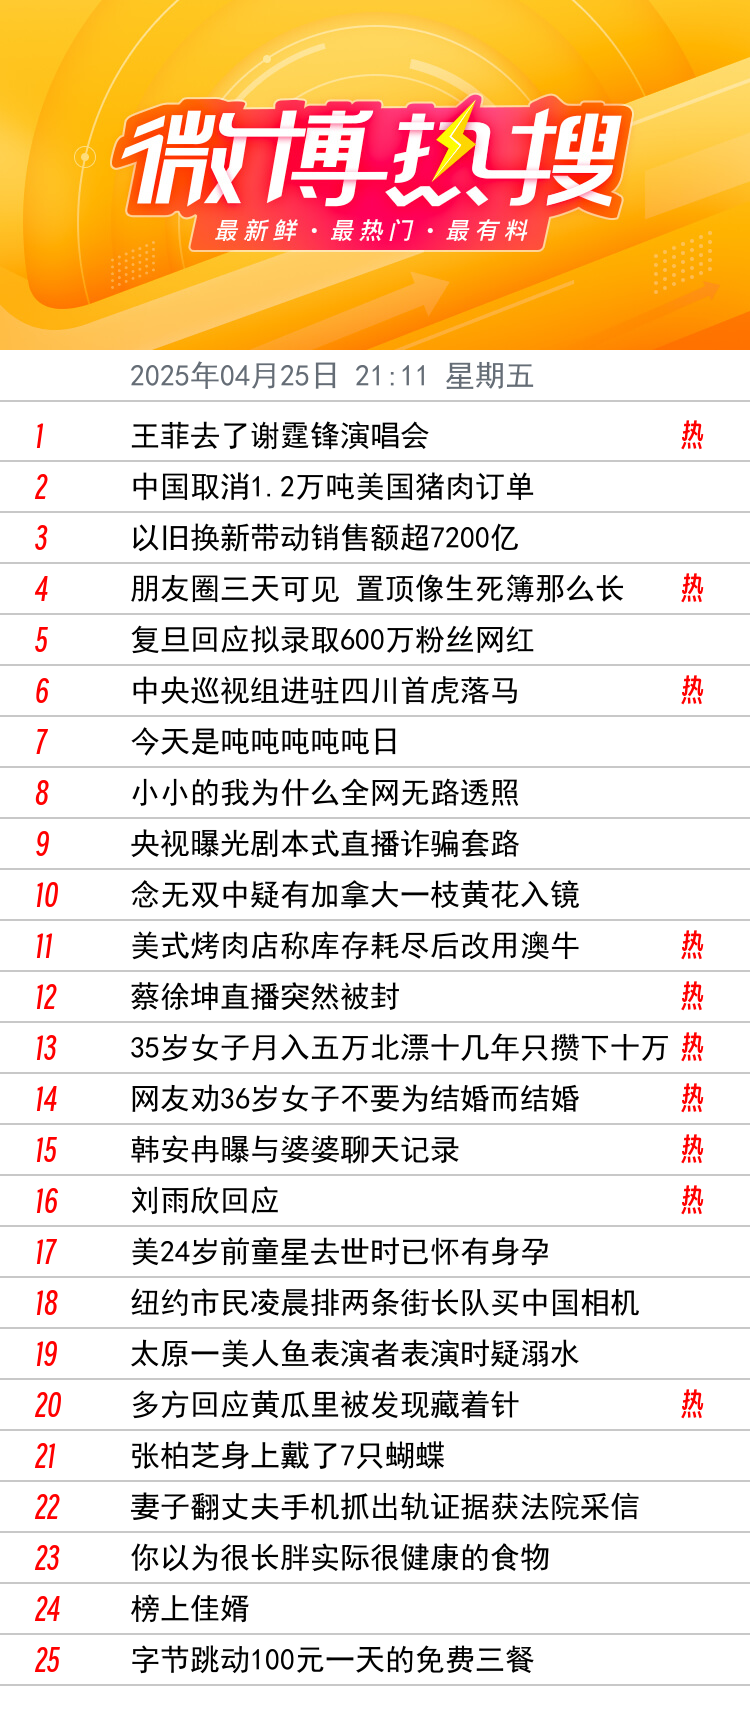 微博热搜
最新鲜·最热门·最有料
2025年04月25日 21:11 星期五
1 王菲去了谢霆锋演唱会 热
2 中国取消1.2万吨美国猪肉订单
3 以旧换新带动销售额超7200亿
4 朋友圈三天可见 置顶像生死簿那么长 热
5 复旦回应拟录取600万粉丝网红
6 中央巡视组进驻四川首虎落马 热
7 今天是吨吨吨吨吨日
8 小小的我为什么全网无路透照
9 央视曝光剧本式直播诈骗套路
10 念无双中疑有加拿大一枝黄花入镜
11 美式烤肉店称库存耗尽后改用澳牛 热
12 蔡徐坤直播突然被封 热
13 35岁女子月入五万北漂十几年只攒下十万 热
14 网友劝36岁女子不要为结婚而结婚 热
15 韩安冉曝与婆婆聊天记录 热
16 刘雨欣回应 热
17 美24岁前童星去世时已怀有身孕
18 纽约市民凌晨排两条街长队买中国相机
19 太原一美人鱼表演者表演时疑溺水
20 多方回应黄瓜里被发现藏着针 热
21 张柏芝身上戴了7只蝴蝶
22 妻子翻丈夫手机抓出轨证据获法院采信
23 你以为很长胖实际很健康的食物
24 榜上佳婿
25 字节跳动100元一天的免费三餐